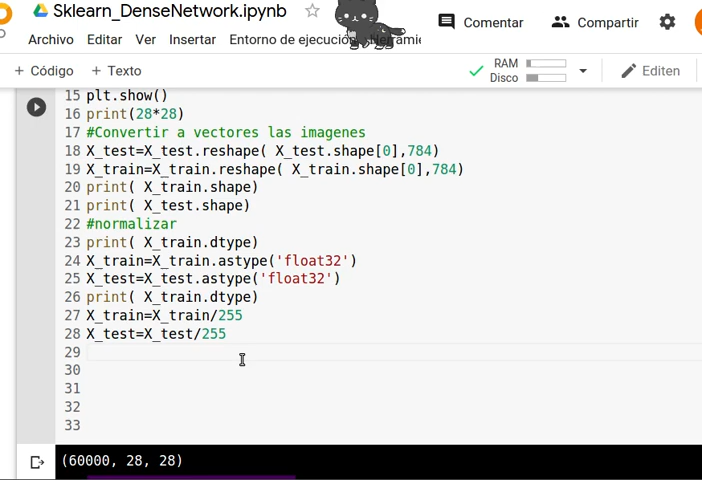 Sklearn_DenseNetwork.ipynb
Comentar
Compartir
Archivo Editar Ver Insertar Entorno de ejecución
+ Código + Texto
RAM
Disco
Editen
15 plt.show()
16 print(28*28)
17 #Convertir a vectores las imagenes
18 X_test=X_test.reshape( X_test.shape[0],784)
19 X_train=X_train.reshape( X_train.shape[0],784)
20 print( X_train.shape)
21 print( X_test.shape)
22 #normalizar
23 print( X_train.dtype)
24 X_train=X_train.astype('float32')
25 X_test=X_test.astype('float32')
26 print( X_train.dtype)
27 X_train=X_train/255
28 X_test=X_test/255
29
30
31
32
33
(60000, 28, 28)